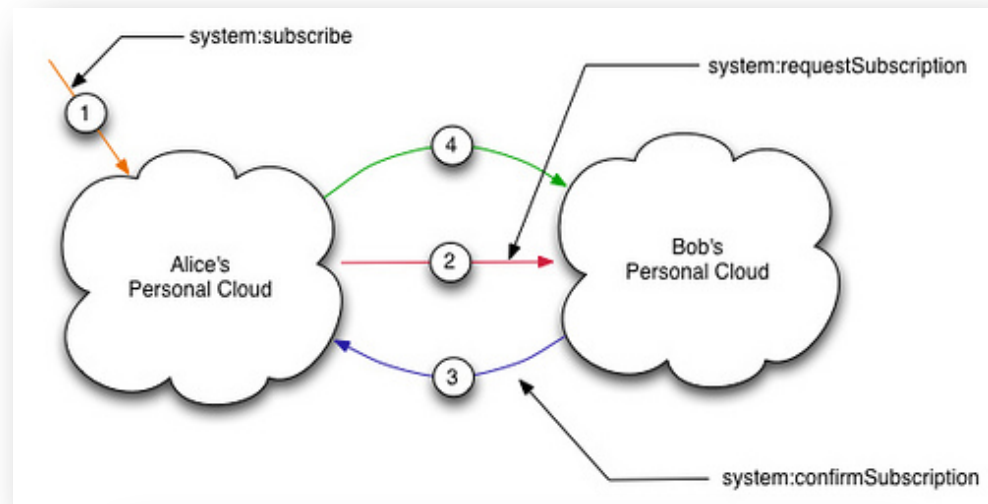 system:subscribe
system:requestSubscription
1
4
Alice's
Personal Cloud
2
Bob's
Personal Cloud
3
system:confirmSubscription